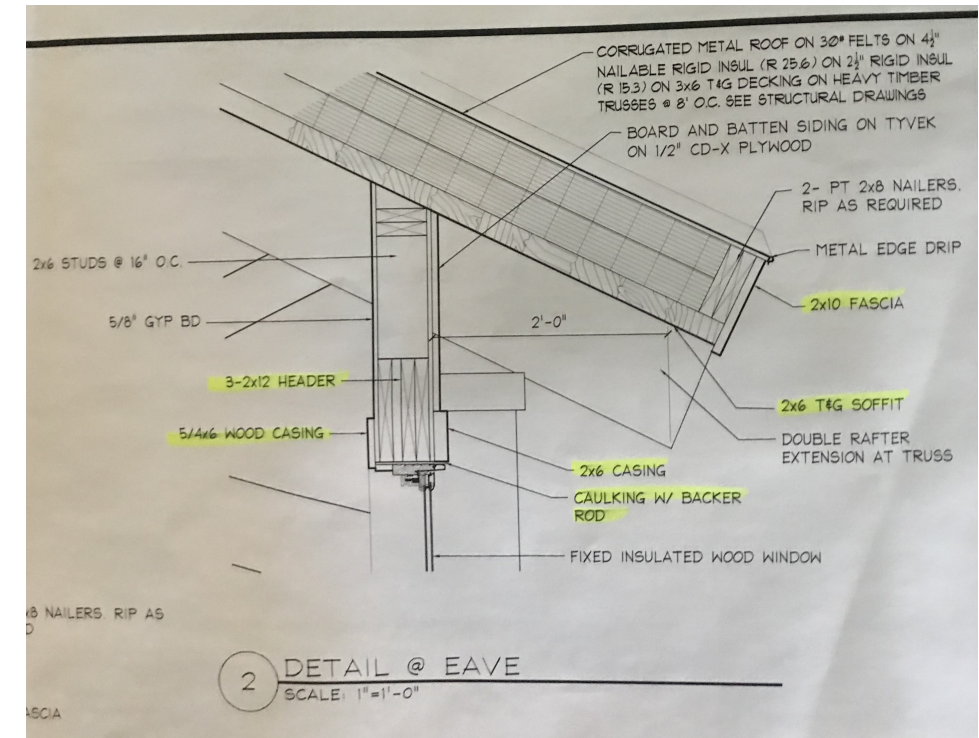 CORRUGATED METAL ROOF ON 30# FELTS ON 4½"
NAILABLE RIGID INSUL (R 25.6) ON 2½" RIGID INSUL
(R 15.3) ON 3x6 T&G DECKING ON HEAVY TIMBER
TRUSSES @ 8' O.C. SEE STRUCTURAL DRAWINGS
BOARD AND BATTEN SIDING ON TYVEK
ON 1/2" CD-X PLYWOOD
2- PT 2x8 NAILERS.
RIP AS REQUIRED
METAL EDGE DRIP
2x10 FASCIA
2x6 STUDS @ 16" O.C.
5/8" GYP BD
2'-0"
3-2x12 HEADER
2x6 T&G SOFFIT
5/4x6 WOOD CASING
DOUBLE RAFTER
EXTENSION AT TRUSS
2x6 CASING
CAULKING W/ BACKER
ROD
FIXED INSULATED WOOD WINDOW
x8 NAILERS. RIP AS
2 DETAIL @ EAVE
SCALE: 1"=1'-0"
ASCIA